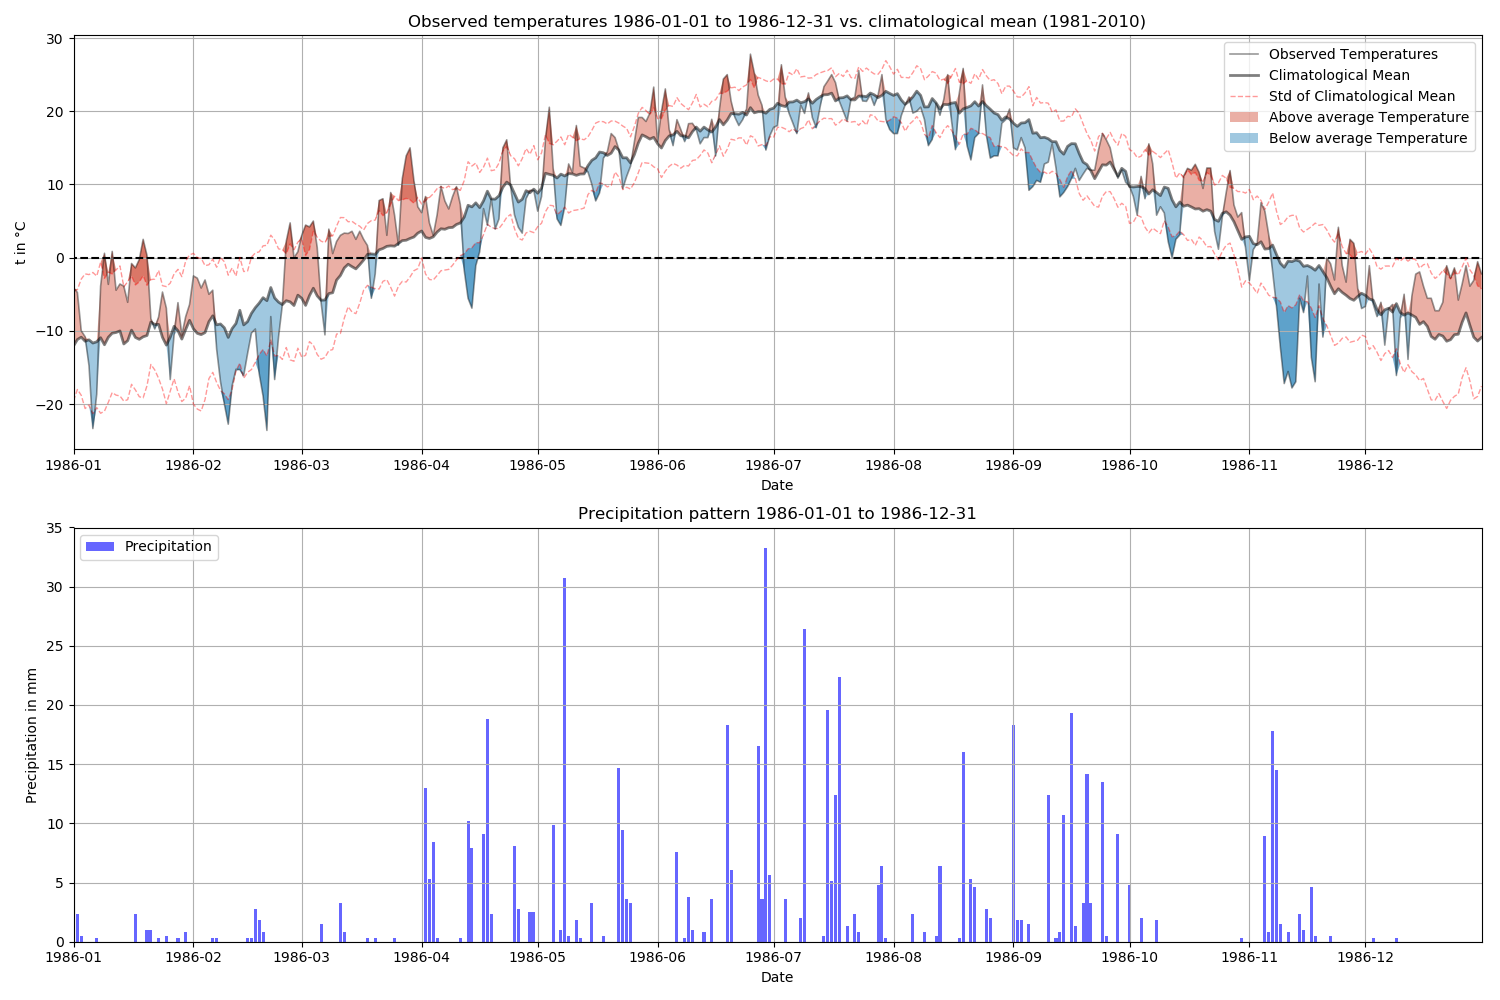 Observed temperatures 1986-01-01 to 1986-12-31 vs. climatological mean (1981-2010)
t in °C
30
20
10
0
−10
−20
Observed Temperatures
Climatological Mean
Std of Climatological Mean
Above average Temperature
Below average Temperature
1986-01 1986-02 1986-03 1986-04 1986-05 1986-06 1986-07 1986-08 1986-09 1986-10 1986-11 1986-12
Date
Precipitation pattern 1986-01-01 to 1986-12-31
Precipitation in mm
35
30
25
20
15
10
5
0
Precipitation
1986-01 1986-02 1986-03 1986-04 1986-05 1986-06 1986-07 1986-08 1986-09 1986-10 1986-11 1986-12
Date